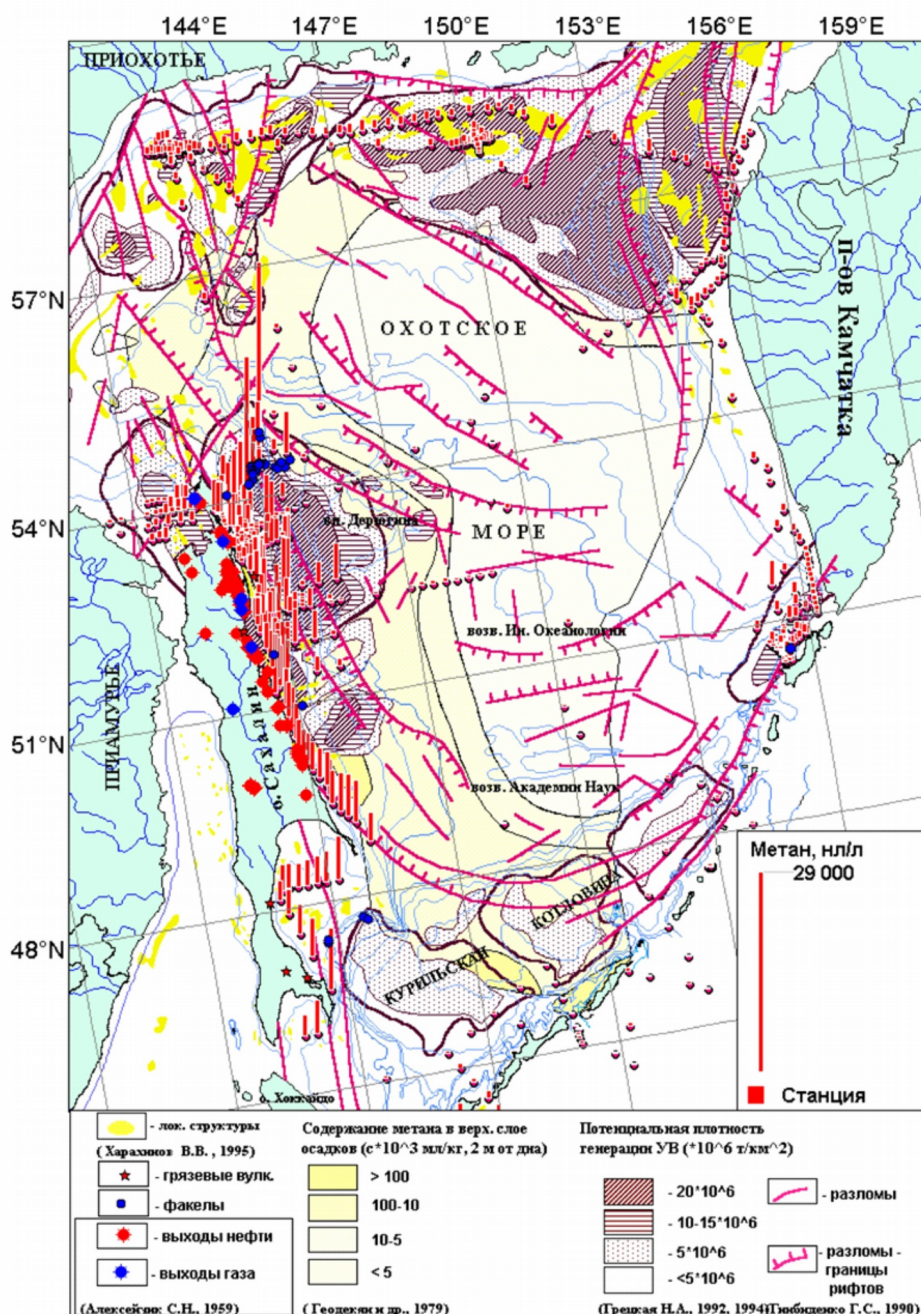 144°E 147°E 150°E 153°E 156°E 159°E
ПРИОХОТЬЕ
57°N
ОХОТСКОЕ
п-ов Камчатка
54°N
вп. Дерюгина
МОРЕ
возв. Ин. Океанологии
ПРИАМУРЬЕ
о. Сахалин
51°N
возв. Академии Наук
Метан, нл/л
29 000
48°N
КУРИЛЬСКАЯ КОТЛОВИНА
Станция
о. Хоккайдо
- лок. структуры
( Харахинов В.В. , 1995)
- грязевые вулк.
- факелы
- выходы нефти
- выходы газа
(Алексейчик С.Н., 1959)
Содержание метана в верх. слое
осадков (с*10^3 мл/кг, 2 м от дна)
> 100
100-10
10-5
< 5
( Геодекян и др., 1979)
Потенциальная плотность
генерации УВ (*10^6 т/км^2)
- 20*10^6
- 10-15*10^6
- 5*10^6
- <5*10^6
- разломы
- разломы -
границы
рифтов
(Грецкая Н.А., 1992, 1994)